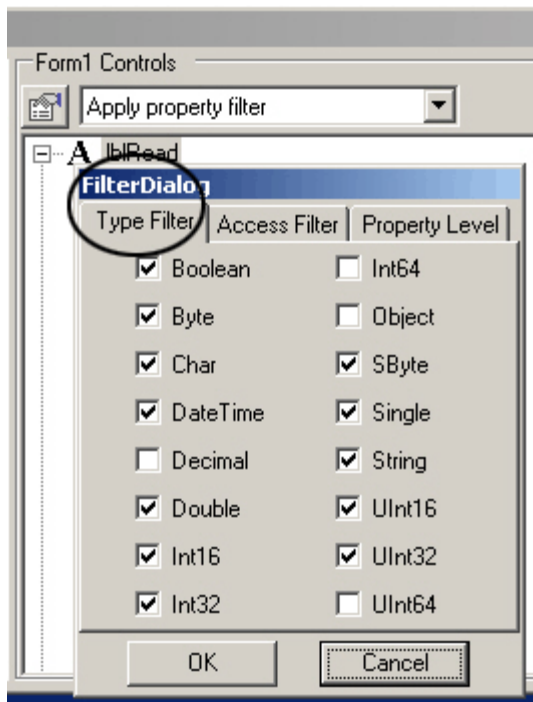 Form1 Controls
Apply property filter
A lblRead
FilterDialog
Type Filter Access Filter Property Level
Boolean Int64
Byte Object
Char SByte
DateTime Single
Decimal String
Double UInt16
Int16 UInt32
Int32 UInt64
OK Cancel